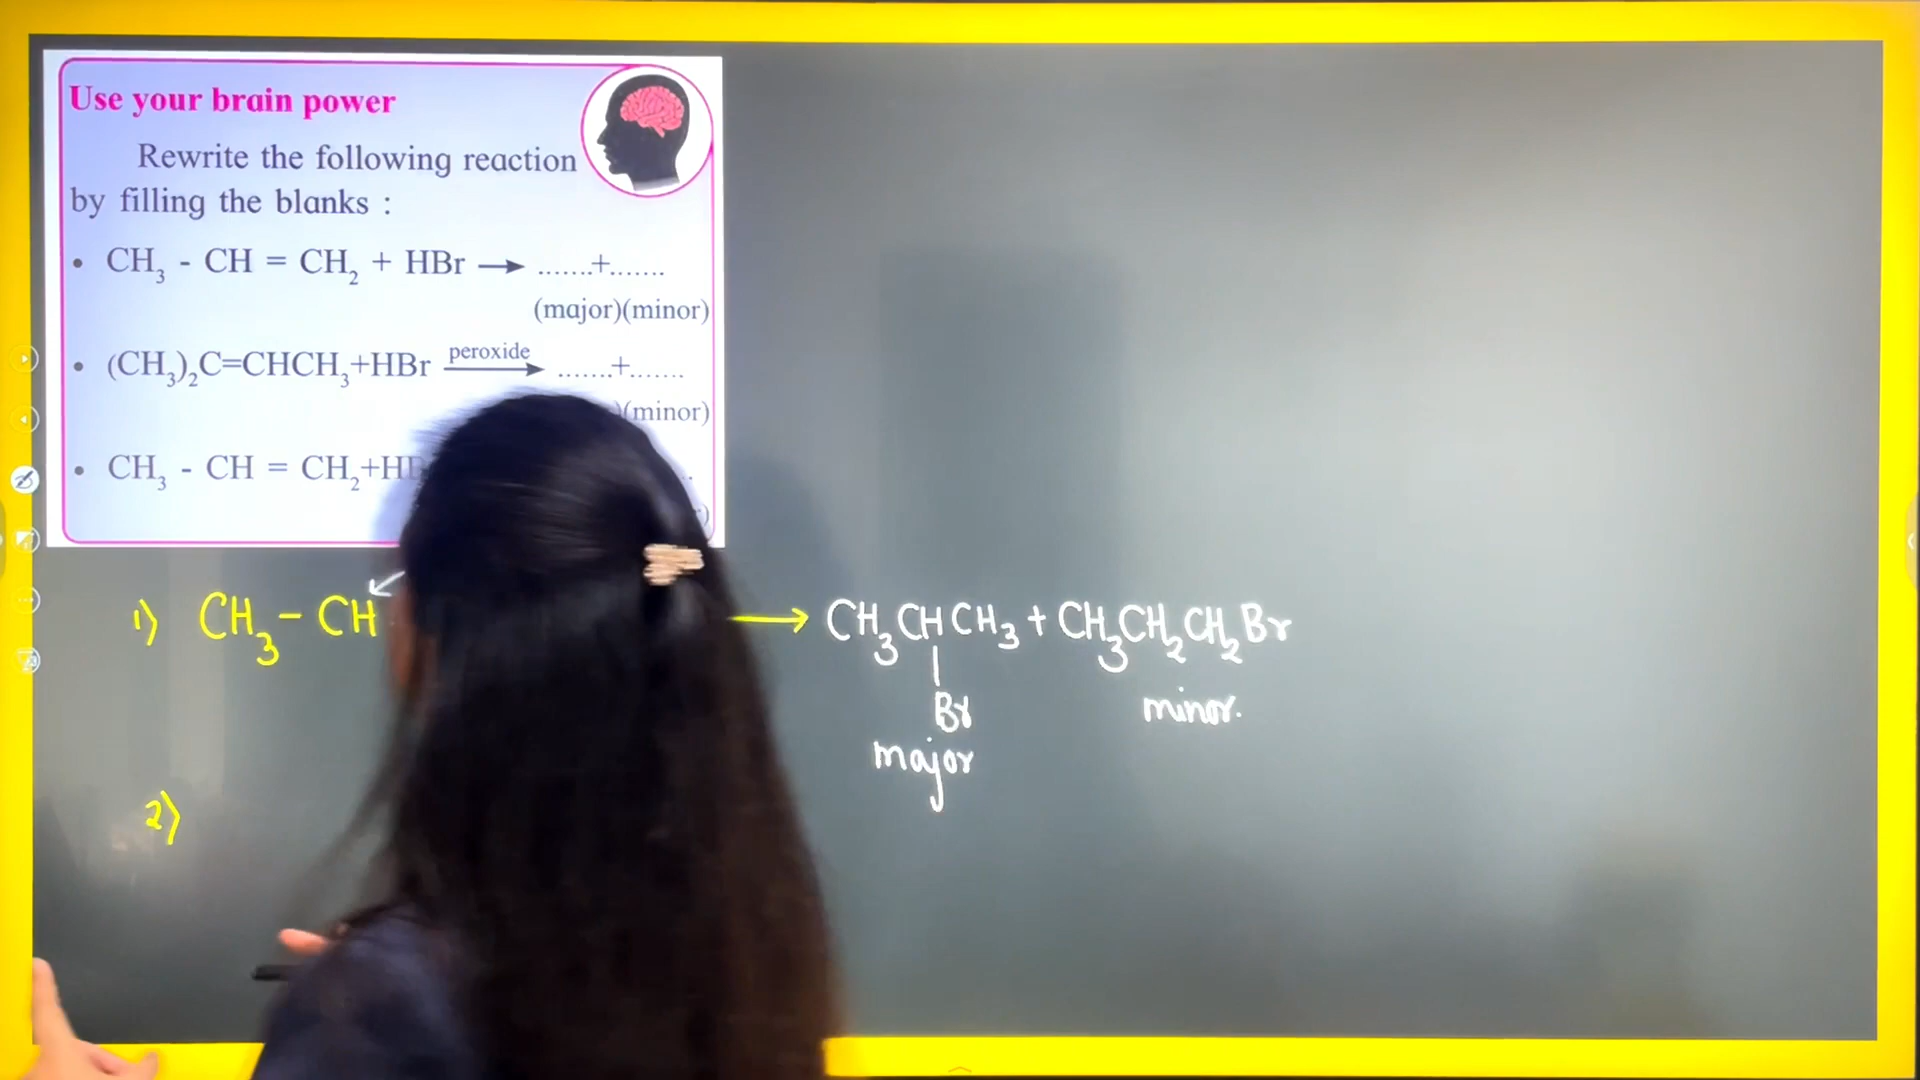 Use your brain power
Rewrite the following reaction
by filling the blanks :
• CH₃ - CH = CH₂ + HBr ⟶ .......+.......
(major)(minor)
• (CH₃)₂C=CHCH₃+HBr peroxide⟶ .......+.......
)(minor)
• CH₃ - CH = CH₂+H
)
1) CH₃ - CH ⟶ CH₃CHCH₃ + CH₃CH₂CH₂Br
|
Br minor.
major
2)